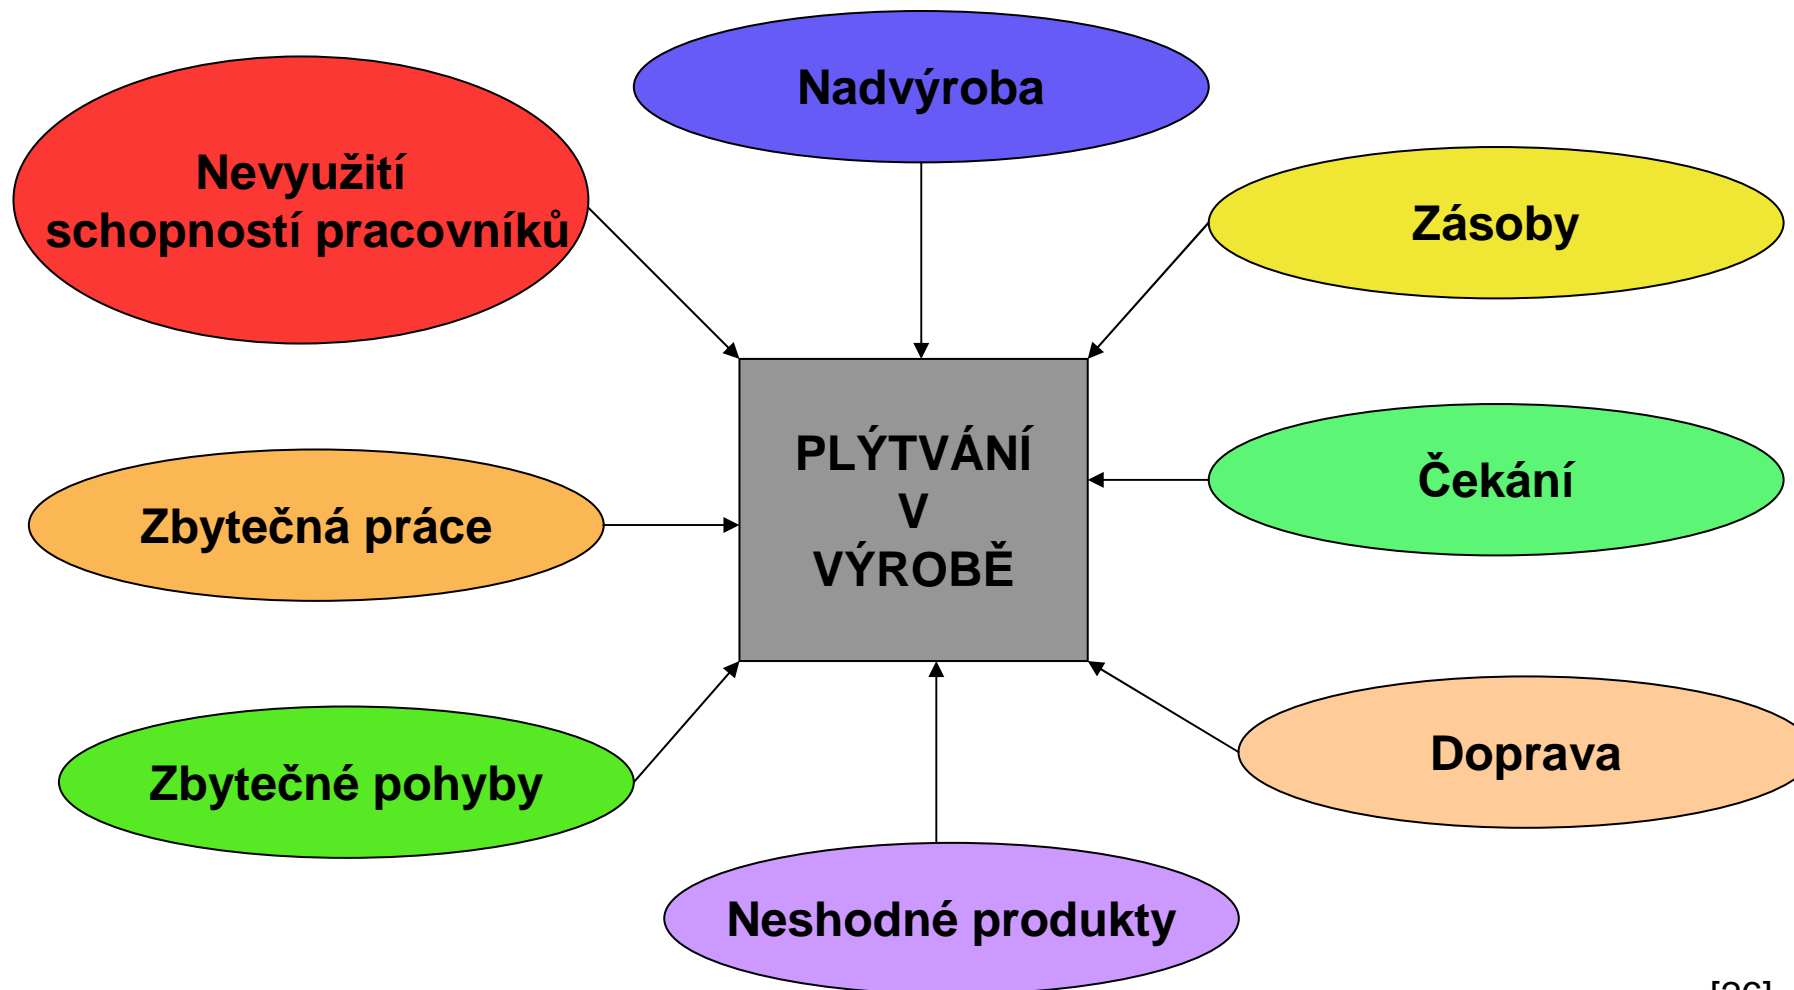 Nadvýroba
Nevyužití
schopností pracovníků
Zásoby
PLÝTVÁNÍ
V
VÝROBĚ
Čekání
Zbytečná práce
Doprava
Zbytečné pohyby
Neshodné produkty